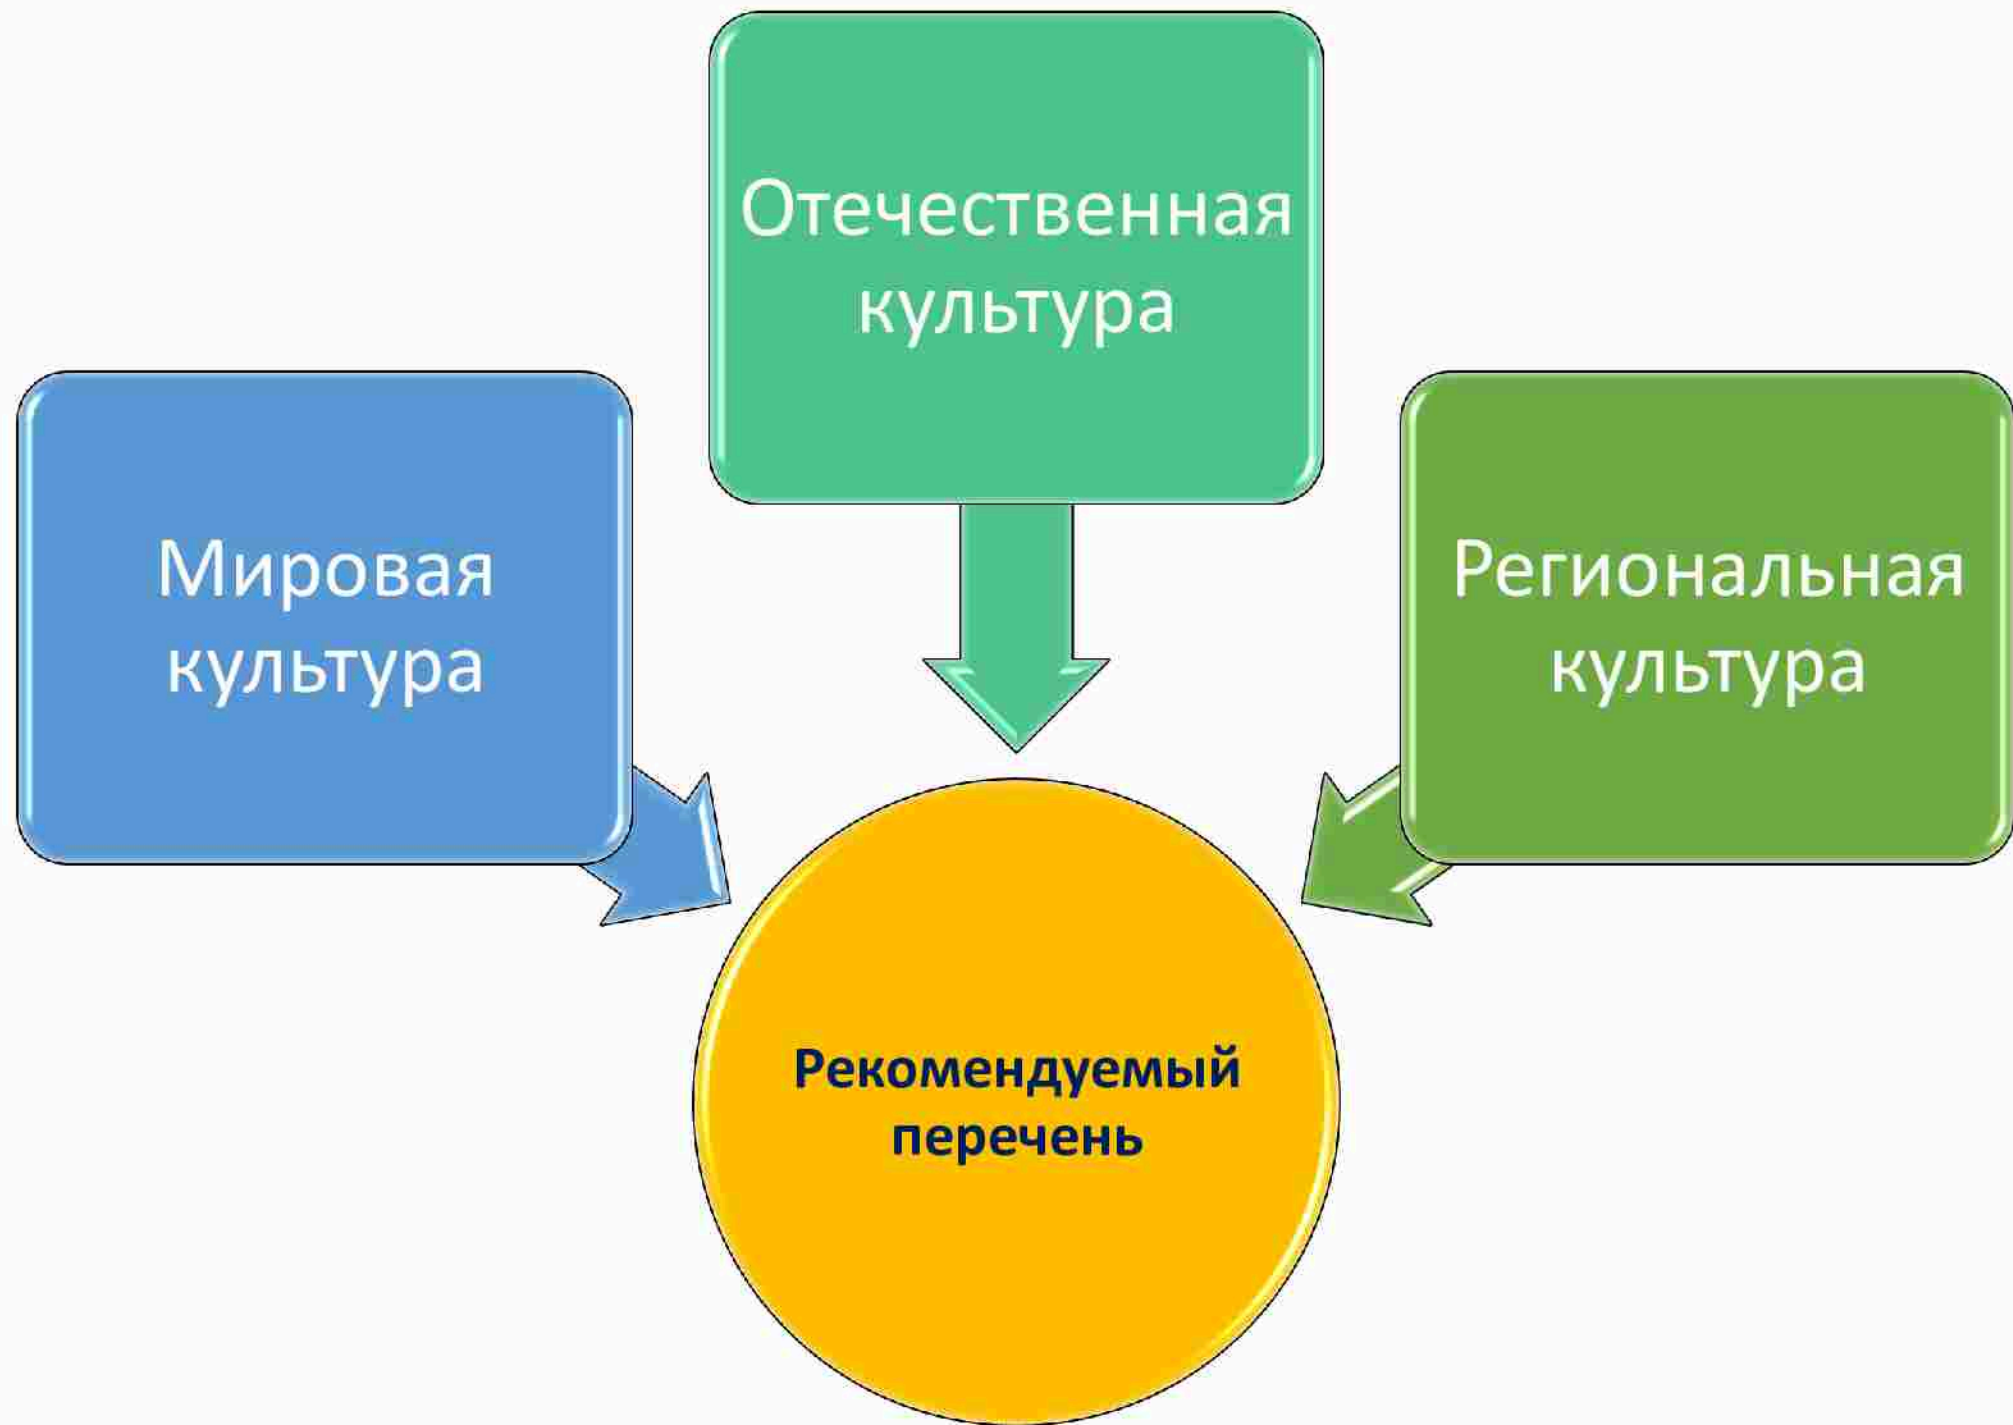 Отечественная
культура
Мировая
культура
Региональная
культура
Рекомендуемый
перечень